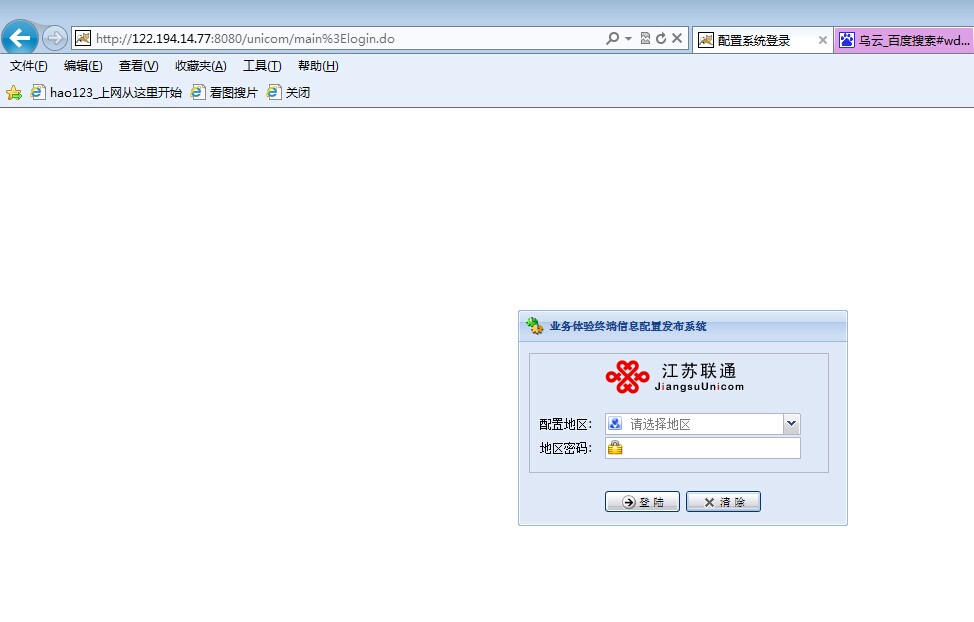 http://122.194.14.77:8080/unicom/main%3Elogin.do
配置系统登录
乌云_百度搜索#wd...
文件(F) 编辑(E) 查看(V) 收藏夹(A) 工具(T) 帮助(H)
hao123_上网从这里开始 看图搜片 关闭
业务体验终端信息配置发布系统
江苏联通
JiangsuUnicom
配置地区: 请选择地区
地区密码:
登 陆 清 除